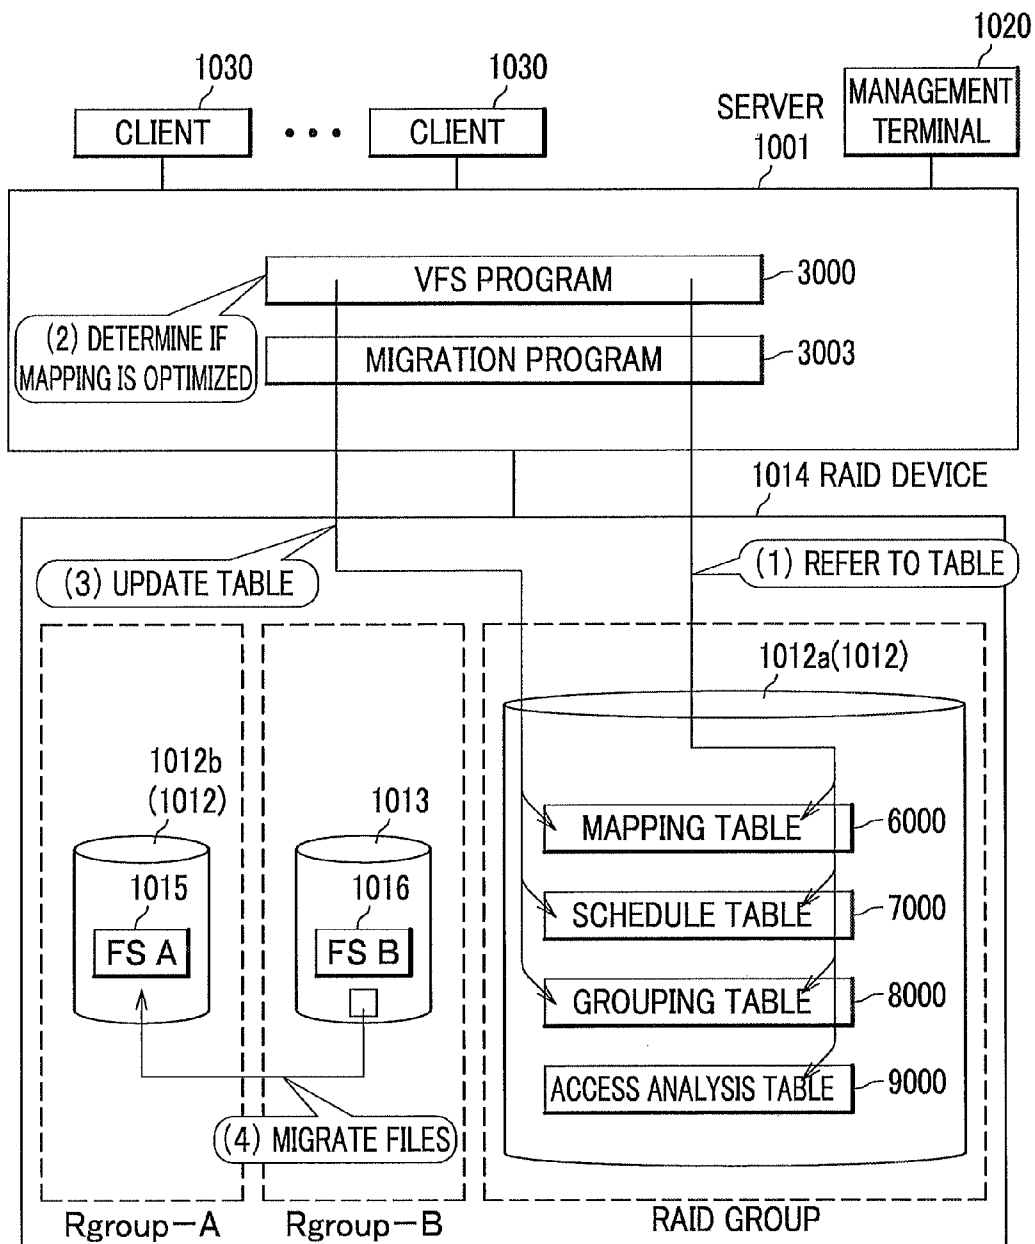 1020
1030
1030
MANAGEMENT
TERMINAL
SERVER
CLIENT
• • •
CLIENT
1001
VFS PROGRAM
3000
(2) DETERMINE IF
MAPPING IS OPTIMIZED
MIGRATION PROGRAM
3003
1014 RAID DEVICE
(3) UPDATE TABLE
(1) REFER TO TABLE
1012a(1012)
1012b
(1012)
1013
MAPPING TABLE
6000
1015
1016
SCHEDULE TABLE
7000
FS A
FS B
GROUPING TABLE
8000
ACCESS ANALYSIS TABLE
9000
(4) MIGRATE FILES
Rgroup-A
Rgroup-B
RAID GROUP